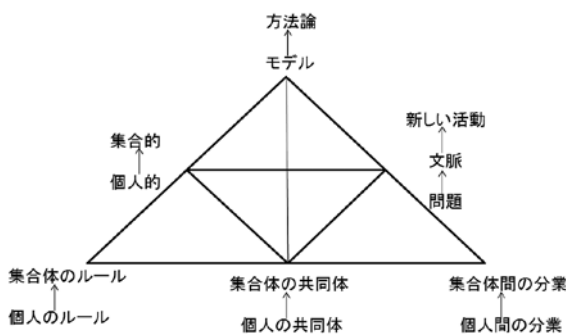 方法論
モデル
新しい活動
集合的
文脈
個人的
問題
集合体のルール
集合体の共同体
集合体間の分業
個人のルール
個人の共同体
個人間の分業